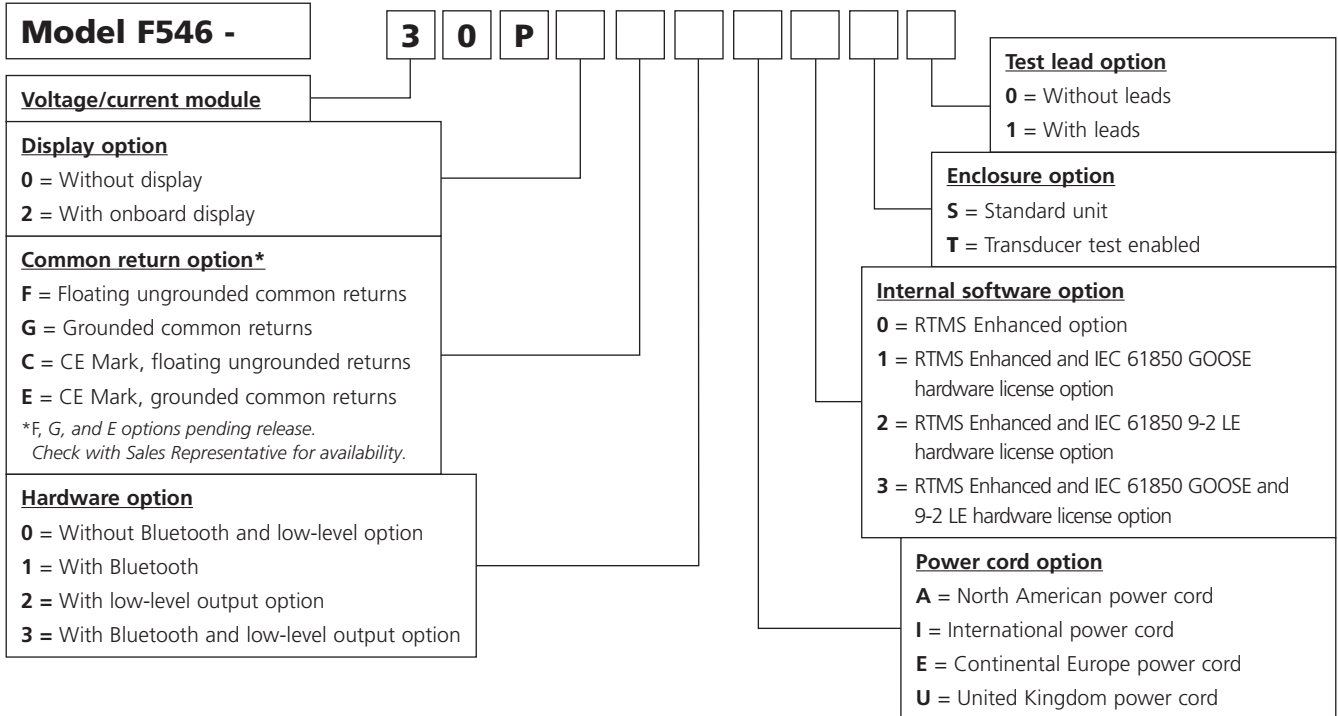 Model F546 -
3 0 P
Voltage/current module
Display option
0 = Without display
2 = With onboard display
Common return option*
F = Floating ungrounded common returns
G = Grounded common returns
C = CE Mark, floating ungrounded returns
E = CE Mark, grounded common returns
*F, G, and E options pending release.
Check with Sales Representative for availability.
Hardware option
0 = Without Bluetooth and low-level option
1 = With Bluetooth
2 = With low-level output option
3 = With Bluetooth and low-level output option
Test lead option
0 = Without leads
1 = With leads
Enclosure option
S = Standard unit
T = Transducer test enabled
Internal software option
0 = RTMS Enhanced option
1 = RTMS Enhanced and IEC 61850 GOOSE
hardware license option
2 = RTMS Enhanced and IEC 61850 9-2 LE
hardware license option
3 = RTMS Enhanced and IEC 61850 GOOSE and
9-2 LE hardware license option
Power cord option
A = North American power cord
I = International power cord
E = Continental Europe power cord
U = United Kingdom power cord